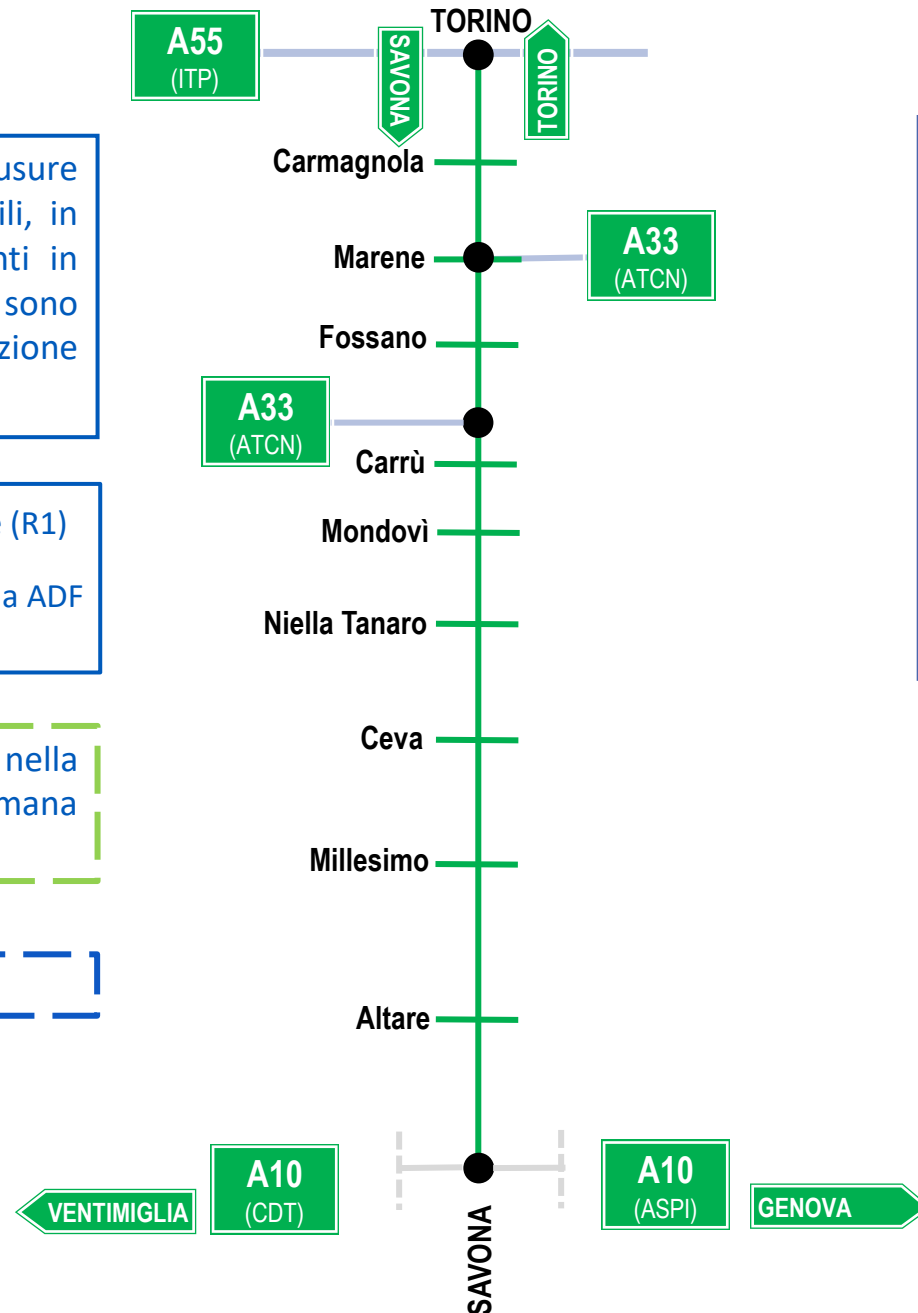 TORINO
A55
(ITP)
SAVONA
TORINO
Carmagnola
usure
ili, in
nti in
sono
zione
Marene
A33
(ATCN)
Fossano
A33
(ATCN)
Carrù
(R1)
a ADF
Mondovì
Niella Tanaro
nella
mana
Ceva
Millesimo
Altare
VENTIMIGLIA
A10
(CDT)
SAVONA
A10
(ASPI)
GENOVA